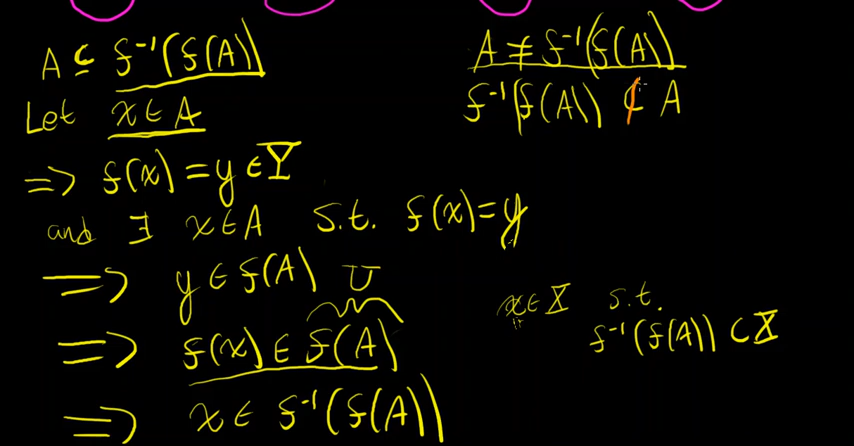 A ⊆ f⁻¹(f(A))
Let x ∈ A
=> f(x) = y ∈ Y
and ∃ x ∈ A s.t. f(x) = y
=> y ∈ f(A) U
=> f(x) ∈ f(A)
=> x ∈ f⁻¹(f(A))
A ≠ f⁻¹(f(A))
f⁻¹(f(A)) ⊄ A
x ∈ X s.t.
f⁻¹(f(A)) ⊂ X